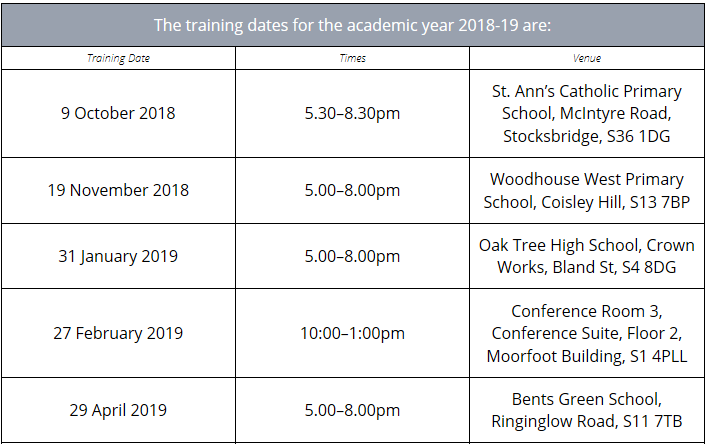 The training dates for the academic year 2018-19 are:
Training Date Times Venue
St. Ann’s Catholic Primary
9 October 2018 5.30–8.30pm School, McIntyre Road,
Stocksbridge, S36 1DG
Woodhouse West Primary
19 November 2018 5.00–8.00pm
School, Coisley Hill, S13 7BP
Oak Tree High School, Crown
31 January 2019 5.00–8.00pm
Works, Bland St, S4 8DG
Conference Room 3,
27 February 2019 10:00–1:00pm Conference Suite, Floor 2,
Moorfoot Building, S1 4PLL
Bents Green School,
29 April 2019 5.00–8.00pm
Ringinglow Road, S11 7TB